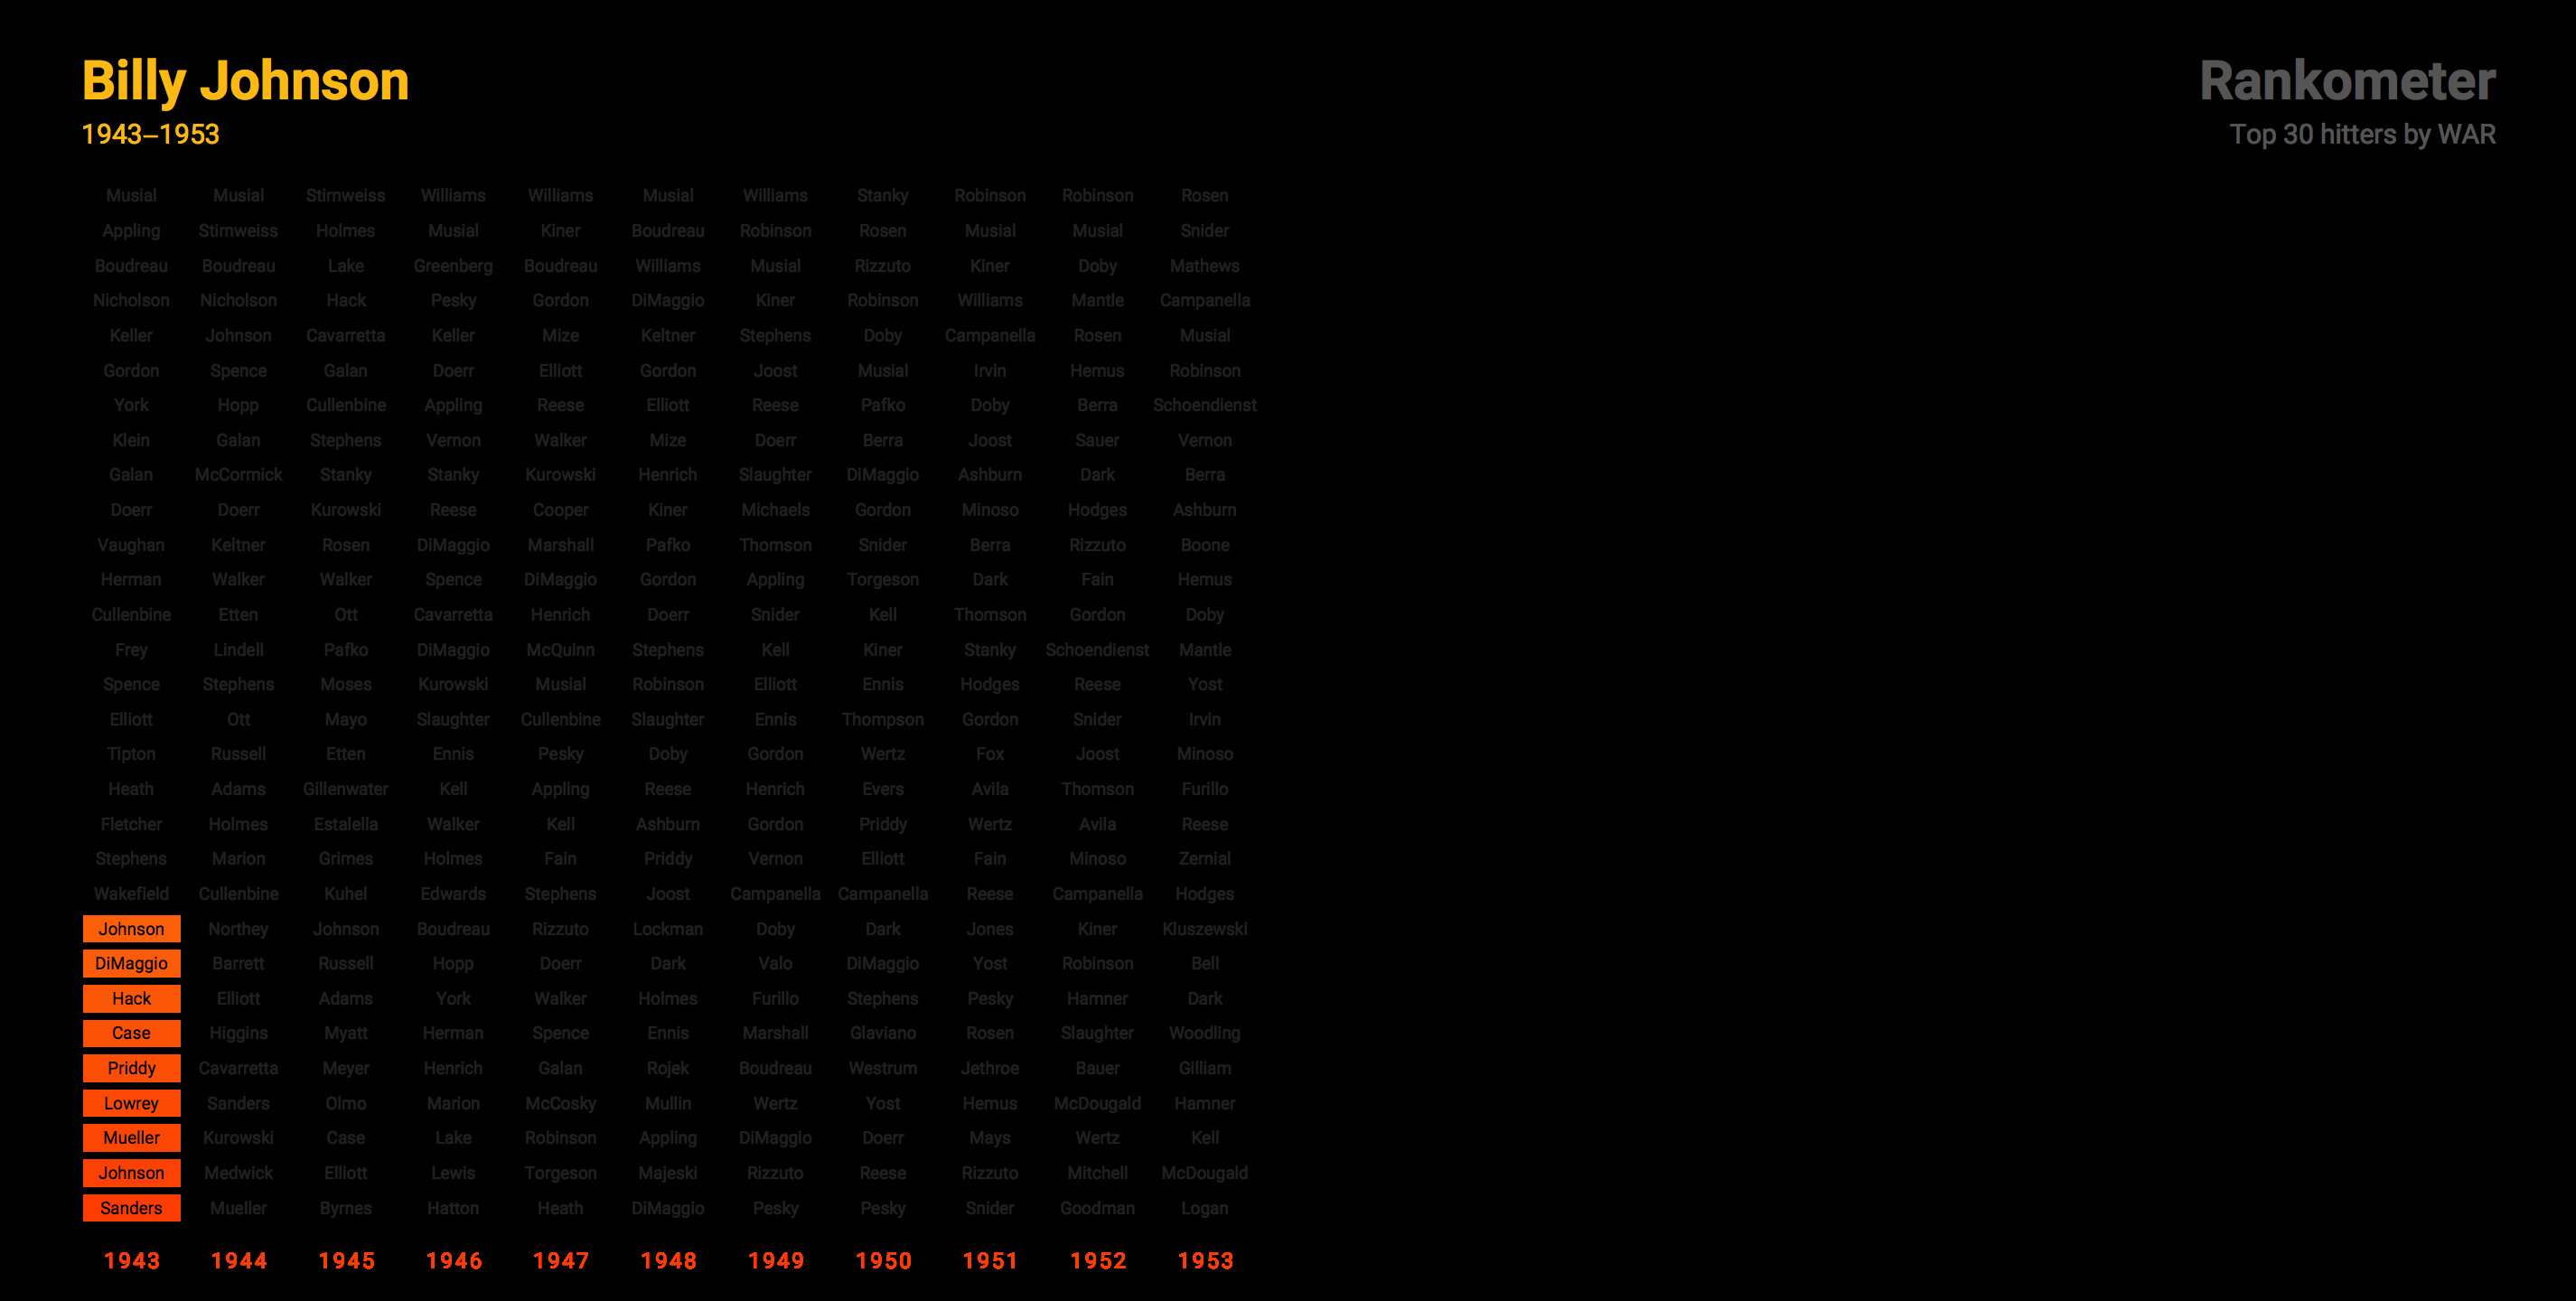 Billy Johnson
1943–1953
Rankometer
Top 30 hitters by WAR
Musial Musial Stirnweiss Williams Williams Musial Williams Stanky Robinson Robinson Rosen
Appling Stirnweiss Holmes Musial Kiner Boudreau Robinson Rosen Musial Musial Snider
Boudreau Boudreau Lake Greenberg Boudreau Williams Musial Rizzuto Kiner Doby Mathews
Nicholson Nicholson Hack Pesky Gordon DiMaggio Kiner Robinson Williams Mantle Campanella
Keller Johnson Cavarretta Keller Mize Keltner Stephens Doby Campanella Rosen Musial
Gordon Spence Galan Doerr Elliott Gordon Joost Musial Irvin Hemus Robinson
York Hopp Cullenbine Appling Reese Elliott Reese Pafko Doby Berra Schoendienst
Klein Galan Stephens Vernon Walker Mize Doerr Berra Joost Sauer Vernon
Galan McCormick Stanky Stanky Kurowski Henrich Slaughter DiMaggio Ashburn Dark Berra
Doerr Doerr Kurowski Reese Cooper Kiner Michaels Gordon Minoso Hodges Ashburn
Vaughan Keltner Rosen DiMaggio Marshall Pafko Thomson Snider Berra Rizzuto Boone
Herman Walker Walker Spence DiMaggio Gordon Appling Torgeson Dark Fain Hemus
Cullenbine Etten Ott Cavarretta Henrich Doerr Snider Kell Thomson Gordon Doby
Frey Lindell Pafko DiMaggio McQuinn Stephens Kell Kiner Stanky Schoendienst Mantle
Spence Stephens Moses Kurowski Musial Robinson Elliott Ennis Hodges Reese Yost
Elliott Ott Mayo Slaughter Cullenbine Slaughter Ennis Thompson Gordon Snider Irvin
Tipton Russell Etten Ennis Pesky Doby Gordon Wertz Fox Joost Minoso
Heath Adams Gillenwater Kell Appling Reese Henrich Evers Avila Thomson Furillo
Fletcher Holmes Estalella Walker Kell Ashburn Gordon Priddy Wertz Avila Reese
Stephens Marion Grimes Holmes Fain Priddy Vernon Elliott Fain Minoso Zernial
Wakefield Cullenbine Kuhel Edwards Stephens Joost Campanella Campanella Reese Campanella Hodges
Johnson Northey Johnson Boudreau Rizzuto Lockman Doby Dark Jones Kiner Kluszewski
DiMaggio Barrett Russell Hopp Doerr Dark Valo DiMaggio Yost Robinson Bell
Hack Elliott Adams York Walker Holmes Furillo Stephens Pesky Hamner Dark
Case Higgins Myatt Herman Spence Ennis Marshall Glaviano Rosen Slaughter Woodling
Priddy Cavarretta Meyer Henrich Galan Rojek Boudreau Westrum Jethroe Bauer Gilliam
Lowrey Sanders Olmo Marion McCosky Mullin Wertz Yost Hemus McDougald Hamner
Mueller Kurowski Case Lake Robinson Appling DiMaggio Doerr Mays Wertz Kell
Johnson Medwick Elliott Lewis Torgeson Majeski Rizzuto Reese Rizzuto Mitchell McDougald
Sanders Mueller Byrnes Hatton Heath DiMaggio Pesky Pesky Snider Goodman Logan
1943 1944 1945 1946 1947 1948 1949 1950 1951 1952 1953